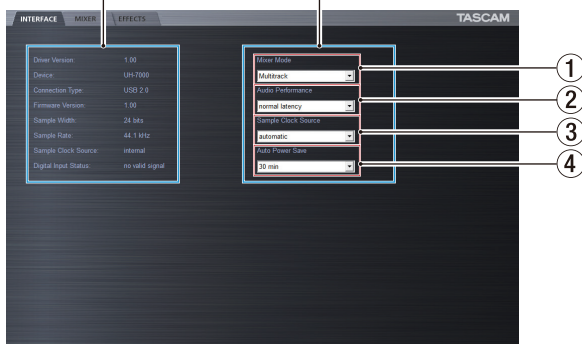 INTERFACE MIXER EFFECTS TASCAM
Driver Version: 1.00
Device: UH-7000
Connection Type: USB 2.0
Firmware Version: 1.00
Sample Width: 24 bits
Sample Rate: 44.1 kHz
Sample Clock Source: internal
Digital Input Status: no valid signal
Mixer Mode
Multitrack
Audio Performance
normal latency
Sample Clock Source
automatic
Auto Power Save
30 min
①
②
③
④